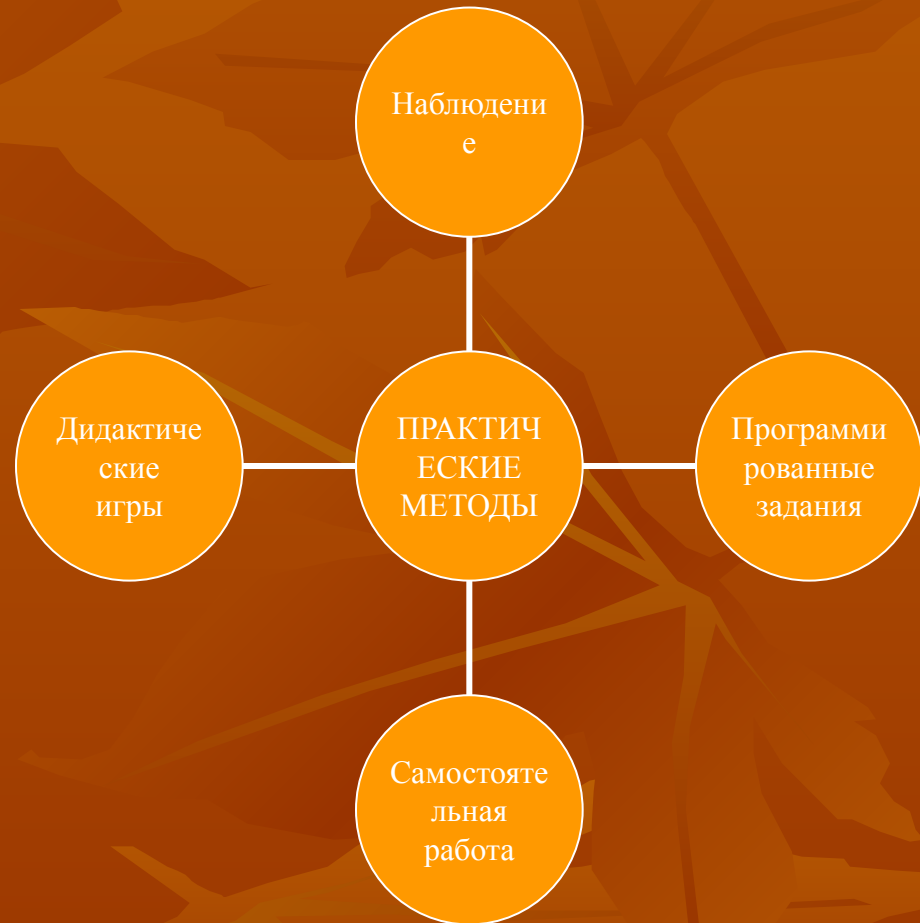 Наблюдени
е
Дидактиче
ские
игры
ПРАКТИЧ
ЕСКИЕ
МЕТОДЫ
Программи
рованные
задания
Самостояте
льная
работа